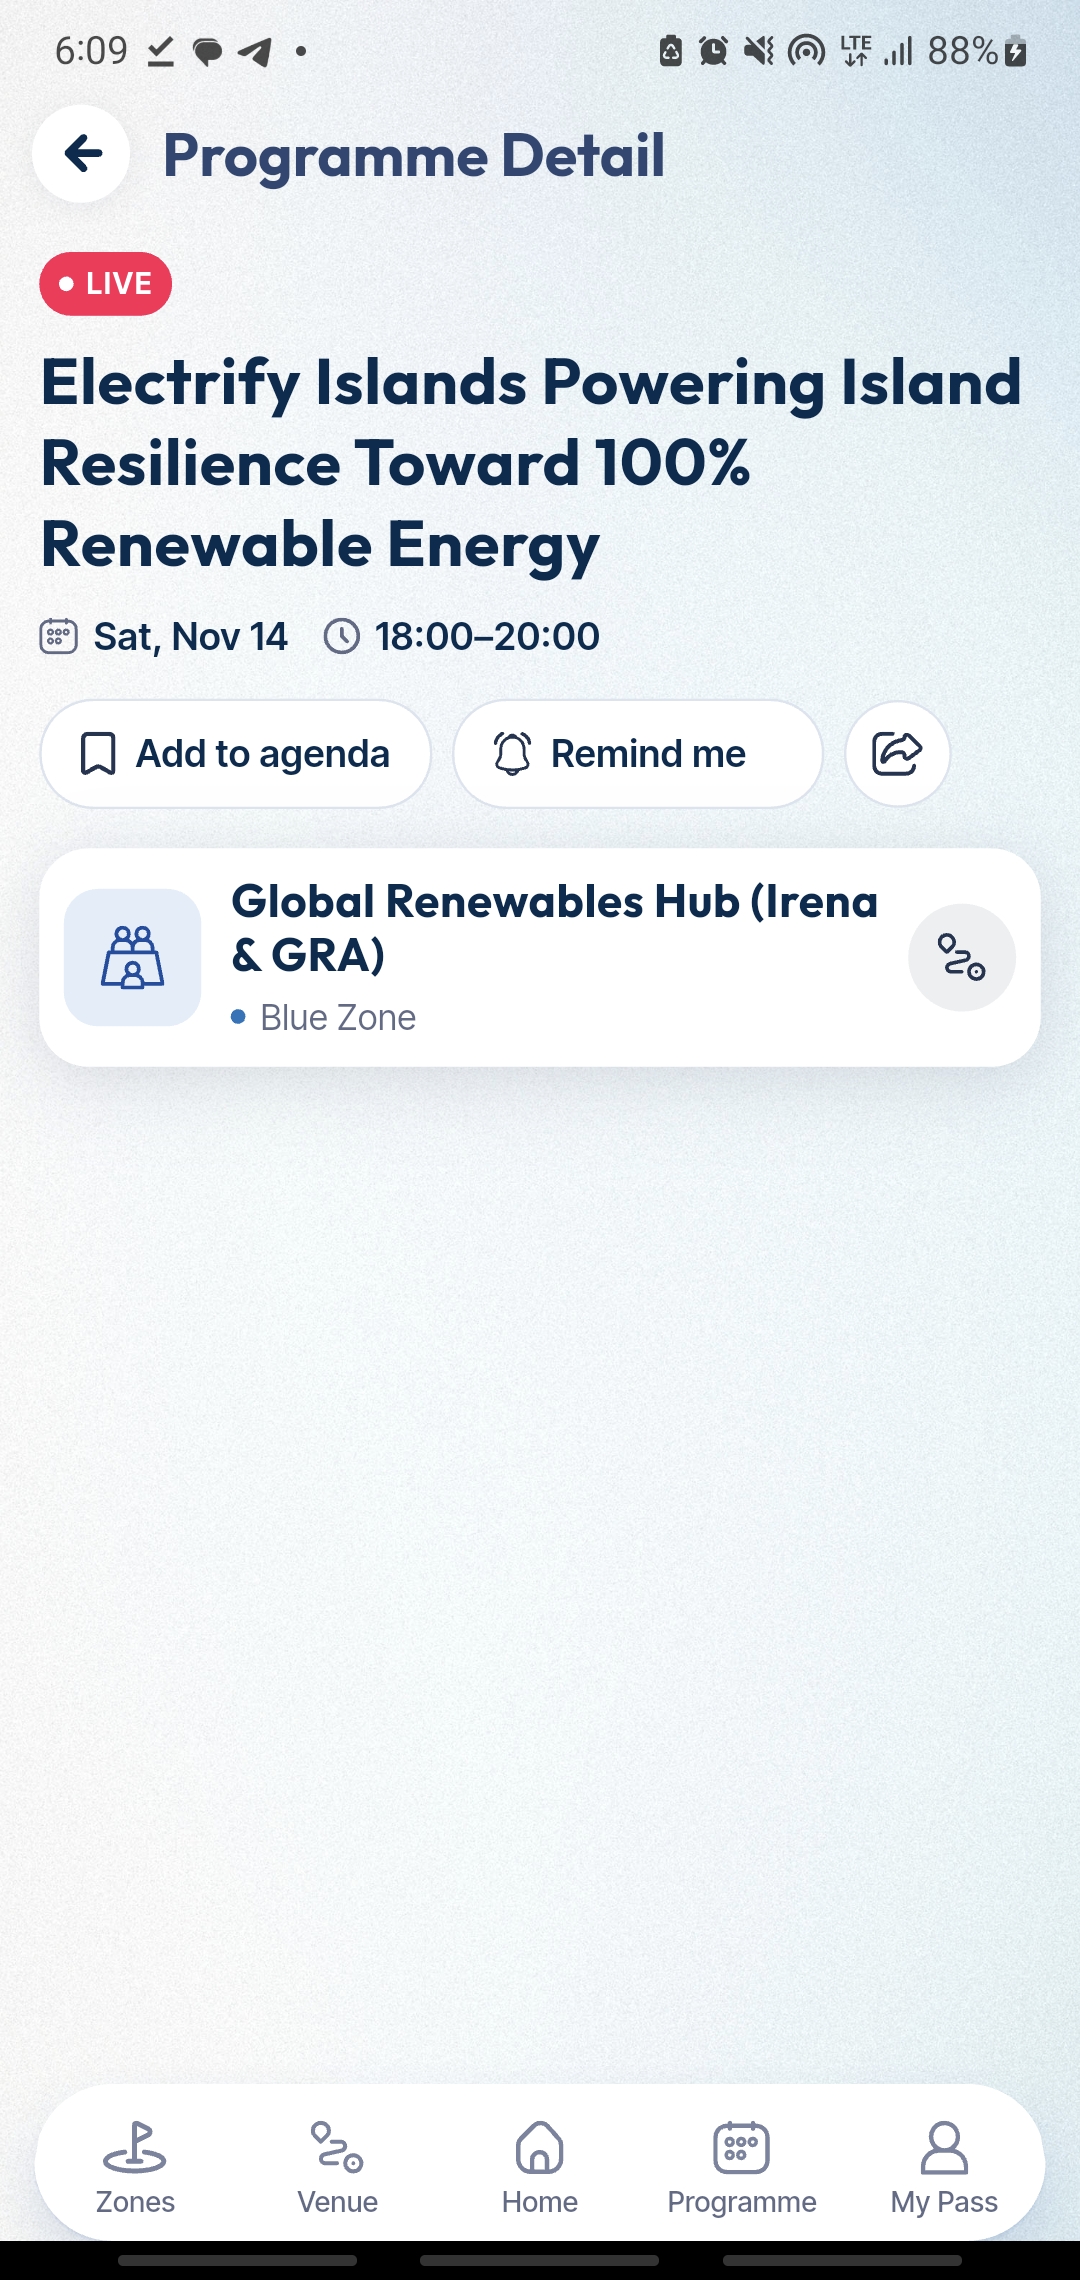 6:09
LTE
88%
Programme Detail
LIVE
Electrify Islands Powering Island
Resilience Toward 100%
Renewable Energy
Sat, Nov 14
18:00–20:00
Add to agenda
Remind me
Global Renewables Hub (Irena
& GRA)
Blue Zone
Zones
Venue
Home
Programme
My Pass